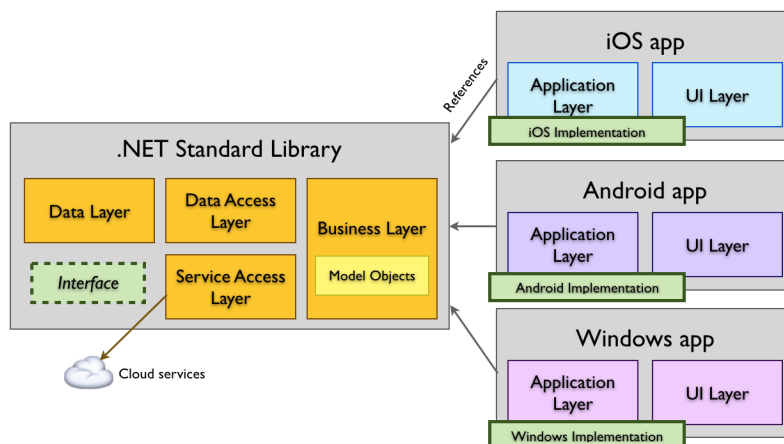 .NET Standard Library
Data Layer
Data Access
Layer
Business Layer
Model Objects
Interface
Service Access
Layer
Cloud services
References
iOS app
Application
Layer
UI Layer
iOS Implementation
Android app
Application
Layer
UI Layer
Android Implementation
Windows app
Application
Layer
UI Layer
Windows Implementation